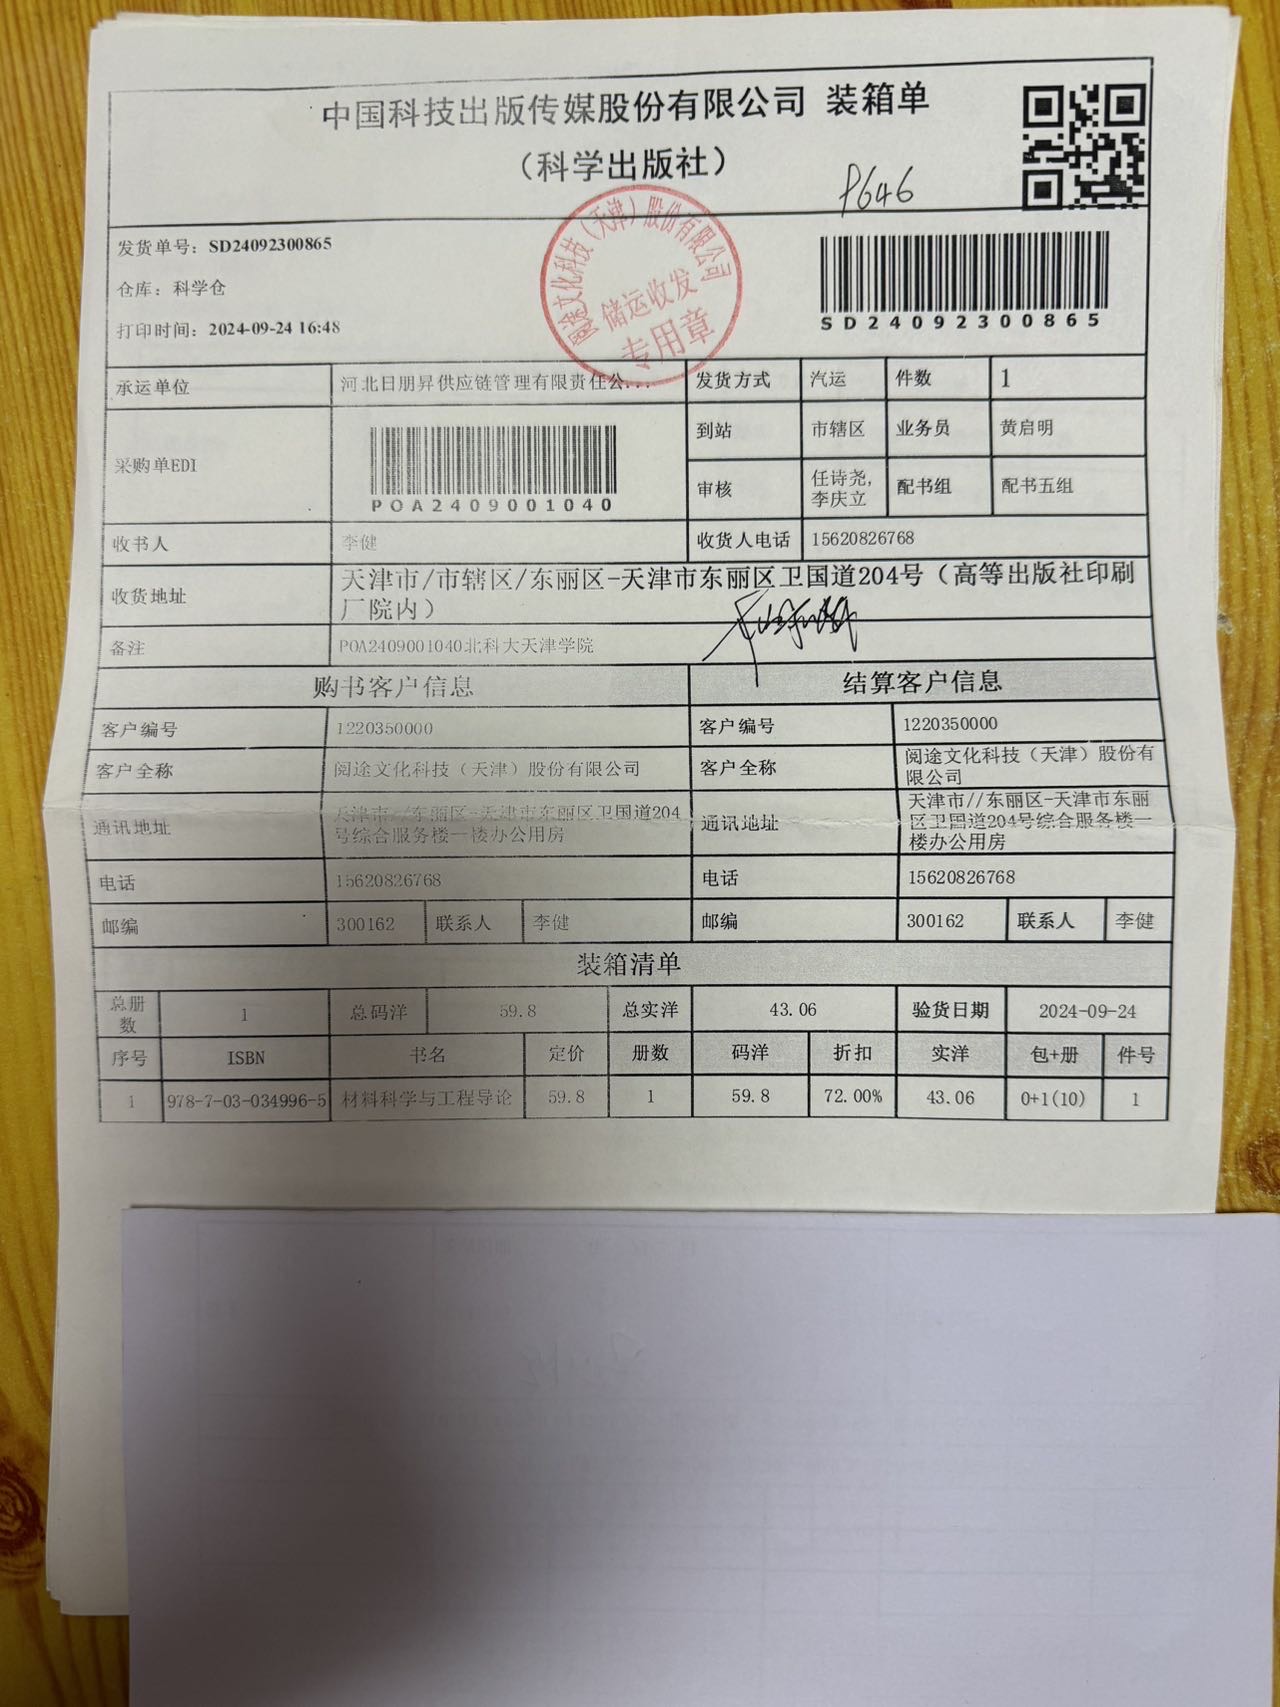 中国科技出版传媒股份有限公司 装箱单
（科学出版社）
P646
发货单号：SD24092300865
仓库：科学仓
打印时间：2024-09-24 16:48
SD24092300865
阅途文化科技（天津）股份有限公司
储运收发
专用章
承运单位 河北日朋昇供应链管理有限责任公... 发货方式 汽运 件数 1
采购单EDI POA2409001040 到站 市辖区 业务员 黄启明
审核 任诗尧,李庆立 配书组 配书五组
收书人 李健 收货人电话 15620826768
收货地址 天津市/市辖区/东丽区-天津市东丽区卫国道204号（高等出版社印刷
厂院内）
备注 POA2409001040北科大天津学院
购书客户信息 结算客户信息
客户编号 1220350000 客户编号 1220350000
客户全称 阅途文化科技（天津）股份有限公司 客户全称 阅途文化科技（天津）股份有限公司
通讯地址 天津市//东丽区-天津市东丽区卫国道204号综合服务楼一楼办公用房 通讯地址 天津市//东丽区-天津市东丽区卫国道204号综合服务楼一楼办公用房
电话 15620826768 电话 15620826768
邮编 300162 联系人 李健 邮编 300162 联系人 李健
装箱清单
总册数 1 总码洋 59.8 总实洋 43.06 验货日期 2024-09-24
序号 ISBN 书名 定价 册数 码洋 折扣 实洋 包+册 件号
1 978-7-03-034996-5 材料科学与工程导论 59.8 1 59.8 72.00% 43.06 0+1(10) 1